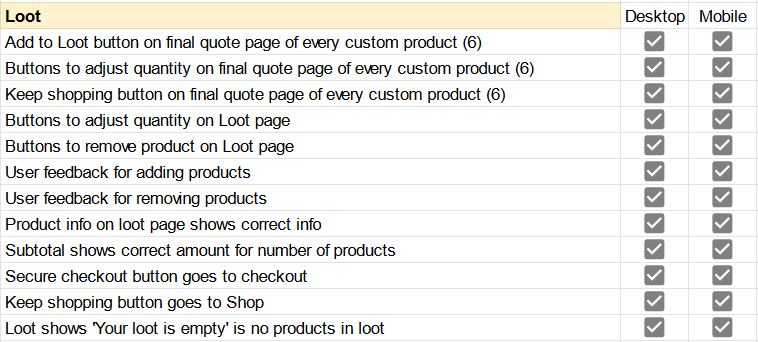 Loot Desktop Mobile
Add to Loot button on final quote page of every custom product (6)
Buttons to adjust quantity on final quote page of every custom product (6)
Keep shopping button on final quote page of every custom product (6)
Buttons to adjust quantity on Loot page
Buttons to remove product on Loot page
User feedback for adding products
User feedback for removing products
Product info on loot page shows correct info
Subtotal shows correct amount for number of products
Secure checkout button goes to checkout
Keep shopping button goes to Shop
Loot shows 'Your loot is empty' is no products in loot